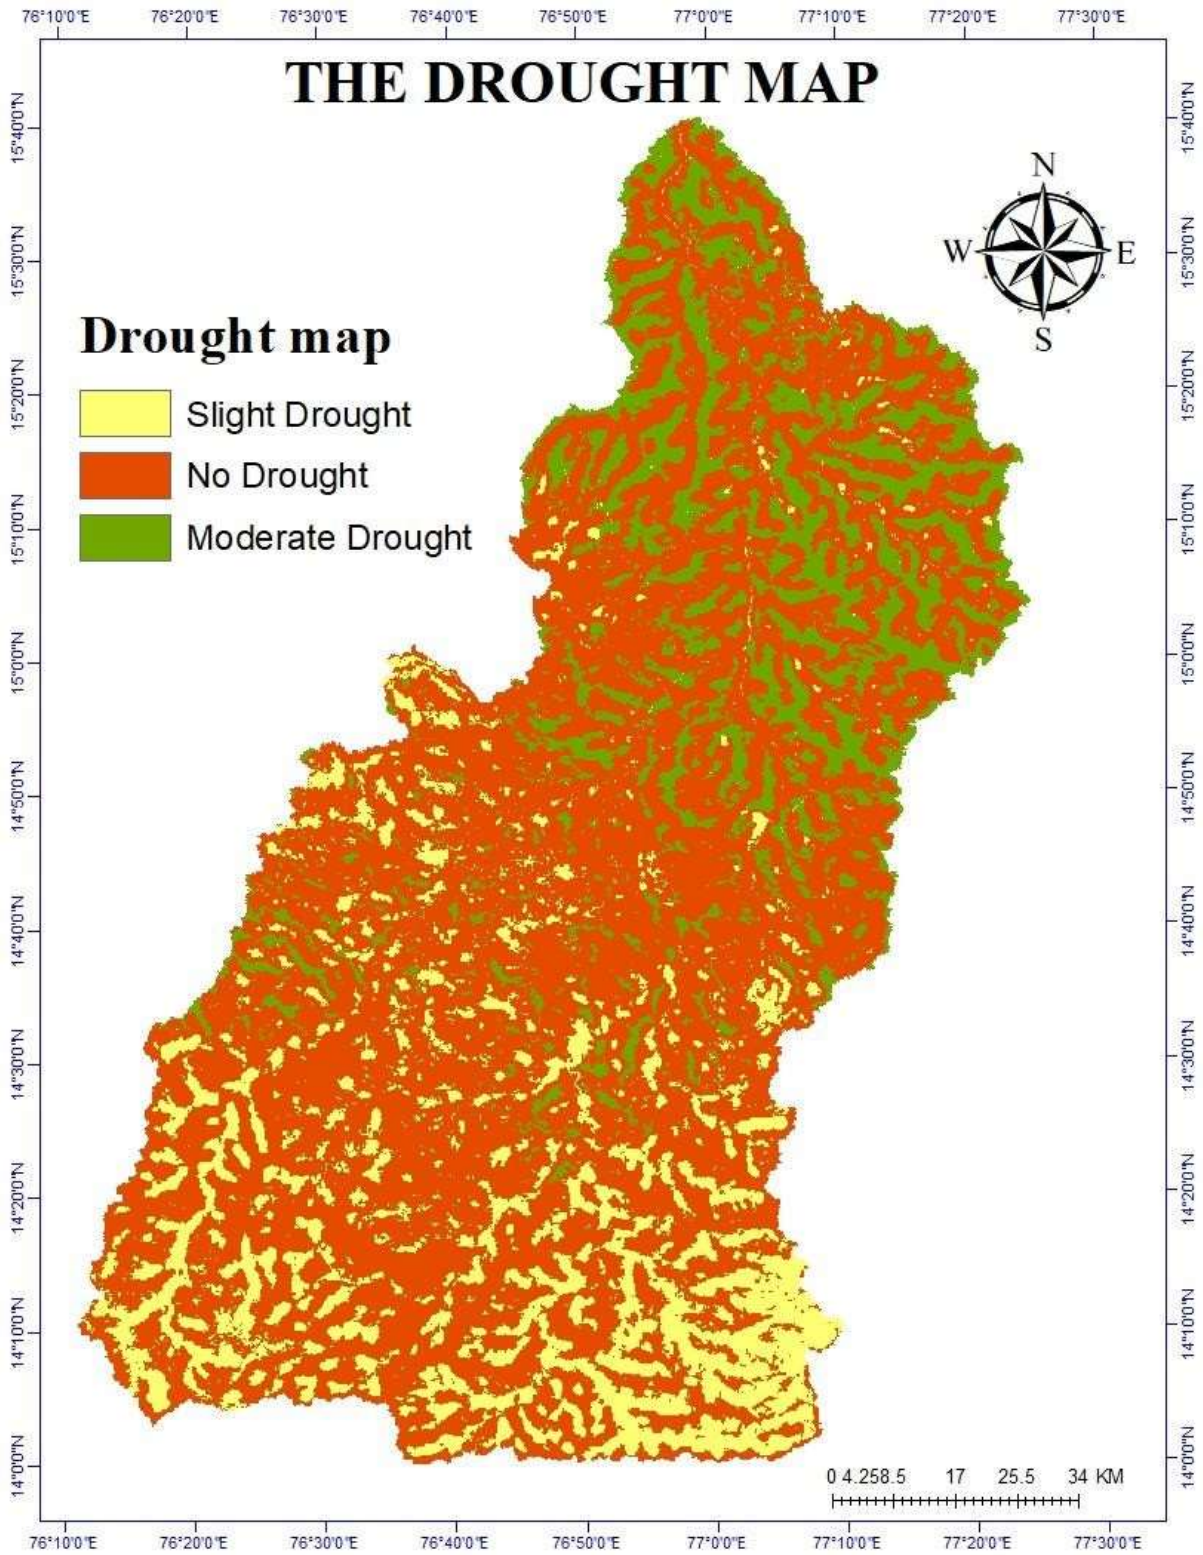 76°10'0"E 76°20'0"E 76°30'0"E 76°40'0"E 76°50'0"E 77°0'0"E 77°10'0"E 77°20'0"E 77°30'0"E
THE DROUGHT MAP
N
W E
S
Drought map
Slight Drought
No Drought
Moderate Drought
15°40'0"N 15°40'0"N
15°30'0"N 15°30'0"N
15°20'0"N 15°20'0"N
15°10'0"N 15°10'0"N
15°0'0"N 15°0'0"N
14°50'0"N 14°50'0"N
14°40'0"N 14°40'0"N
14°30'0"N 14°30'0"N
14°20'0"N 14°20'0"N
14°10'0"N 14°10'0"N
14°0'0"N 14°0'0"N
0 4.258.5 17 25.5 34 KM
76°10'0"E 76°20'0"E 76°30'0"E 76°40'0"E 76°50'0"E 77°0'0"E 77°10'0"E 77°20'0"E 77°30'0"E